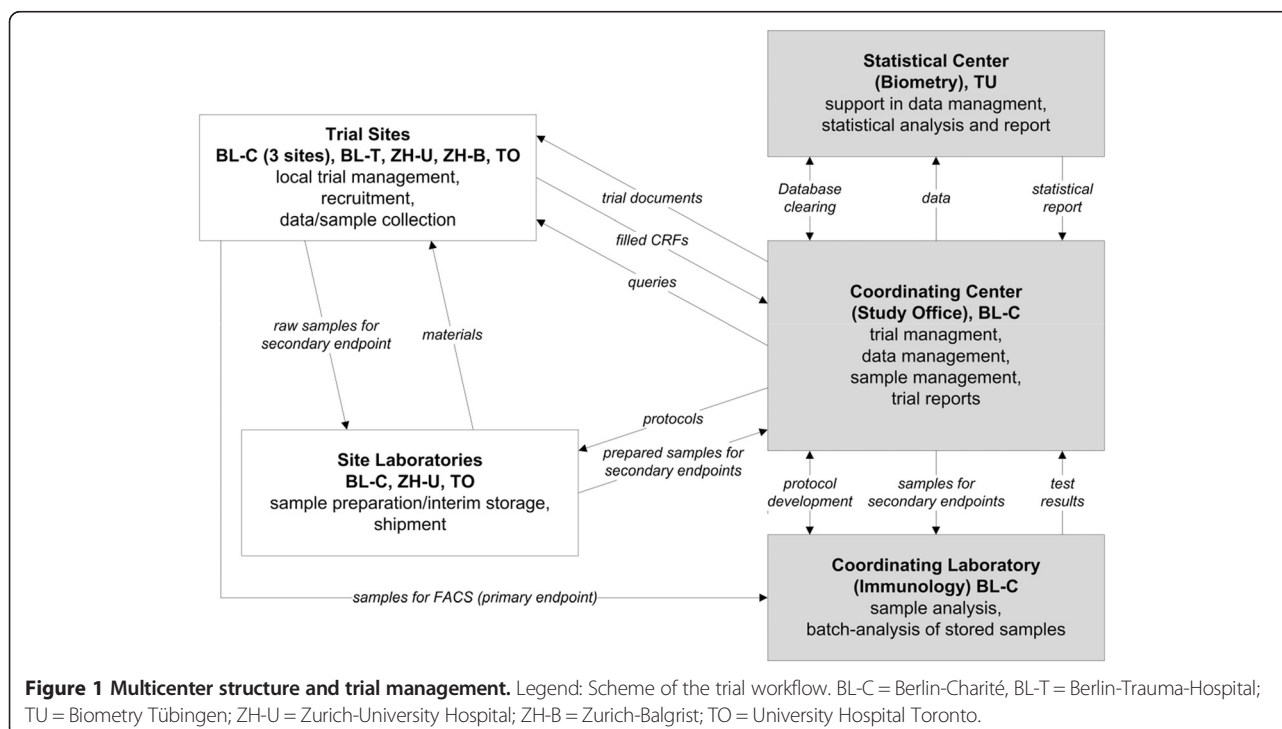 Statistical Center
(Biometry), TU
support in data managment,
statistical analysis and report
Trial Sites
BL-C (3 sites), BL-T, ZH-U, ZH-B, TO
local trial management,
recruitment,
data/sample collection
trial documents
filled CRFs
queries
Database
clearing
data
statistical
report
Coordinating Center
(Study Office), BL-C
trial managment,
data management,
sample management,
trial reports
raw samples for
secondary endpoint
materials
protocols
prepared samples for
secondary endpoints
Site Laboratories
BL-C, ZH-U, TO
sample preparation/interim storage,
shipment
protocol
development
samples for
secondary endpoints
test
results
Coordinating Laboratory
(Immunology) BL-C
sample analysis,
batch-analysis of stored samples
samples for FACS (primary endpoint)
Figure 1 Multicenter structure and trial management. Legend: Scheme of the trial workflow. BL-C = Berlin-Charité, BL-T = Berlin-Trauma-Hospital;
TU = Biometry Tübingen; ZH-U = Zurich-University Hospital; ZH-B = Zurich-Balgrist; TO = University Hospital Toronto.